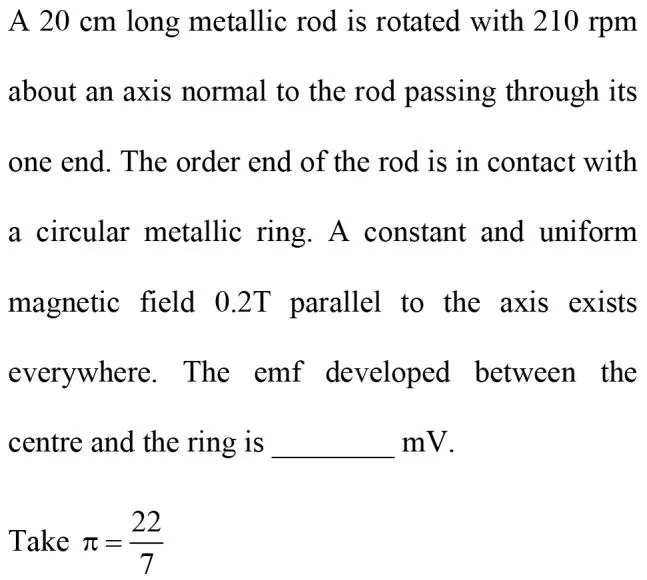 A 20 cm long metallic rod is rotated with 210 rpm
about an axis normal to the rod passing through its
one end. The order end of the rod is in contact with
a circular metallic ring. A constant and uniform
magnetic field 0.2T parallel to the axis exists
everywhere. The emf developed between the
centre and the ring is ________ mV.
Take π = 22/7